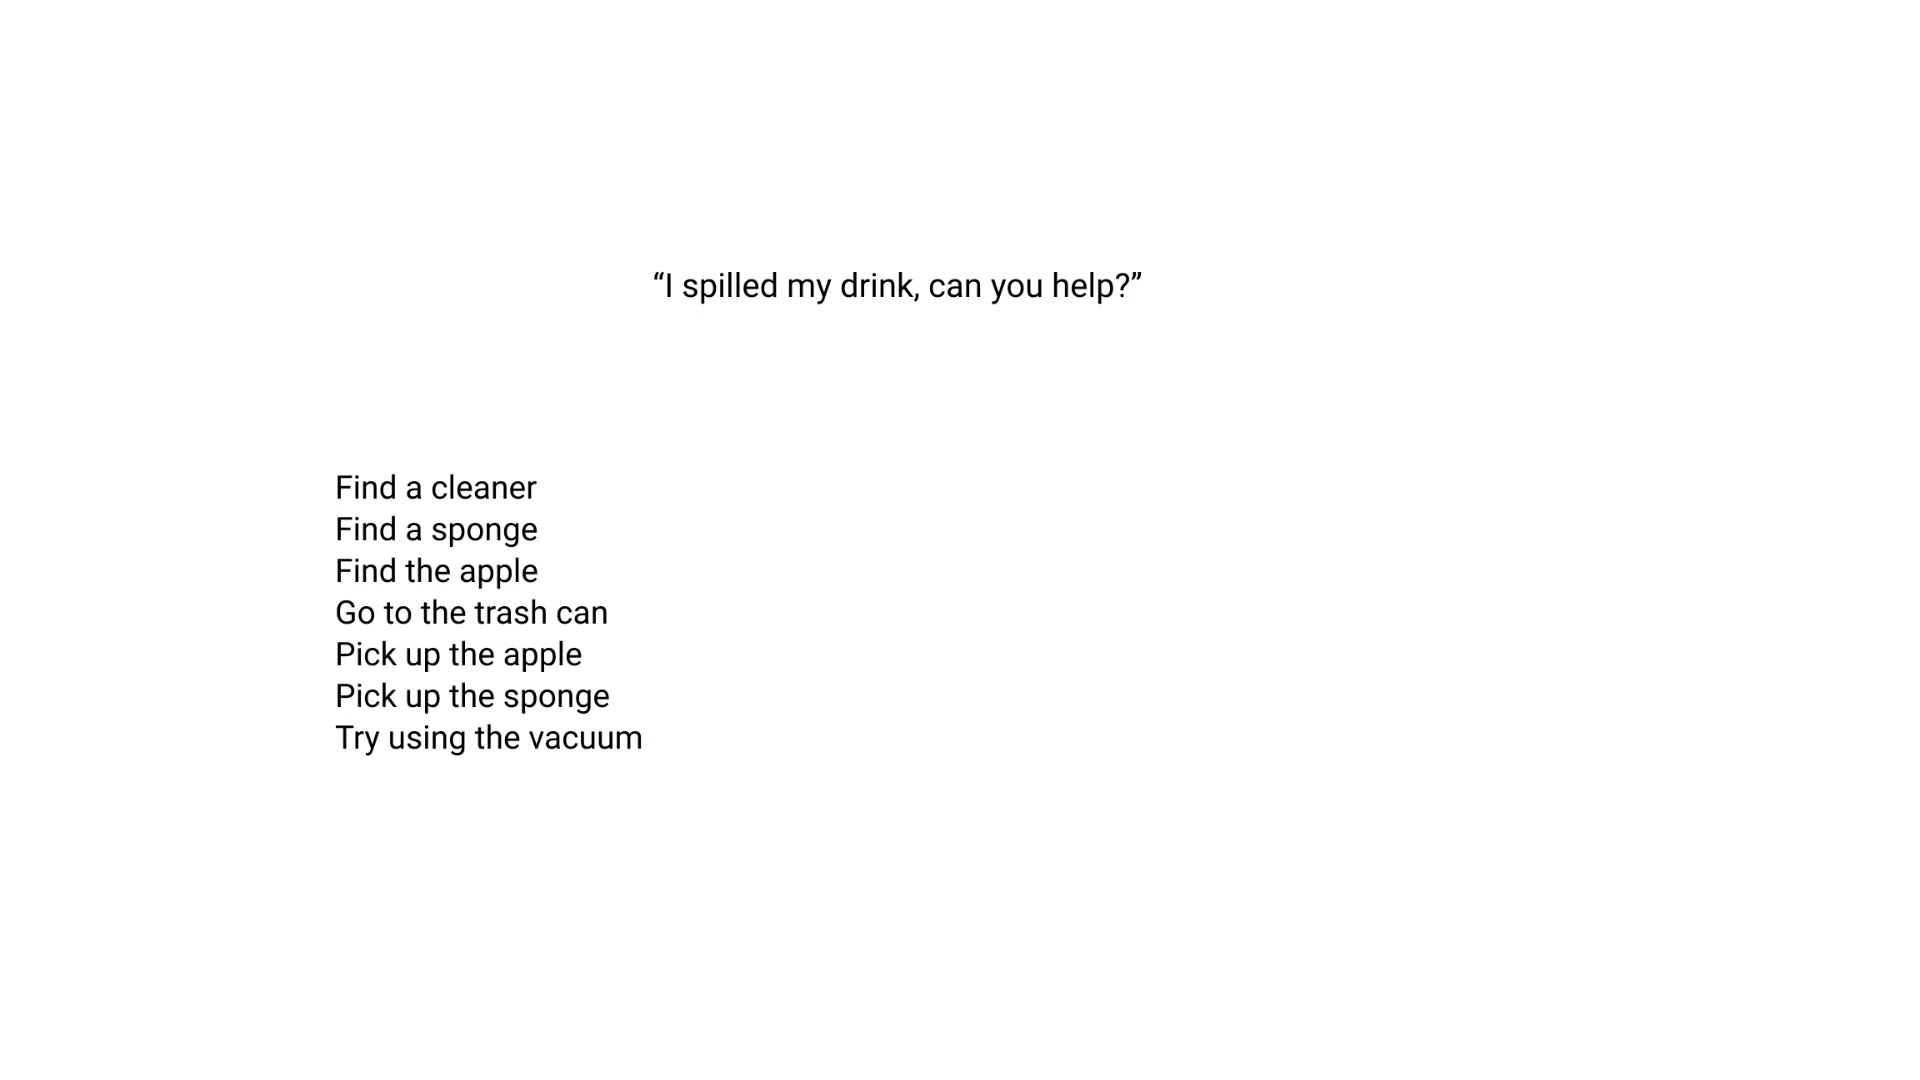 “I spilled my drink, can you help?”
Find a cleaner
Find a sponge
Find the apple
Go to the trash can
Pick up the apple
Pick up the sponge
Try using the vacuum